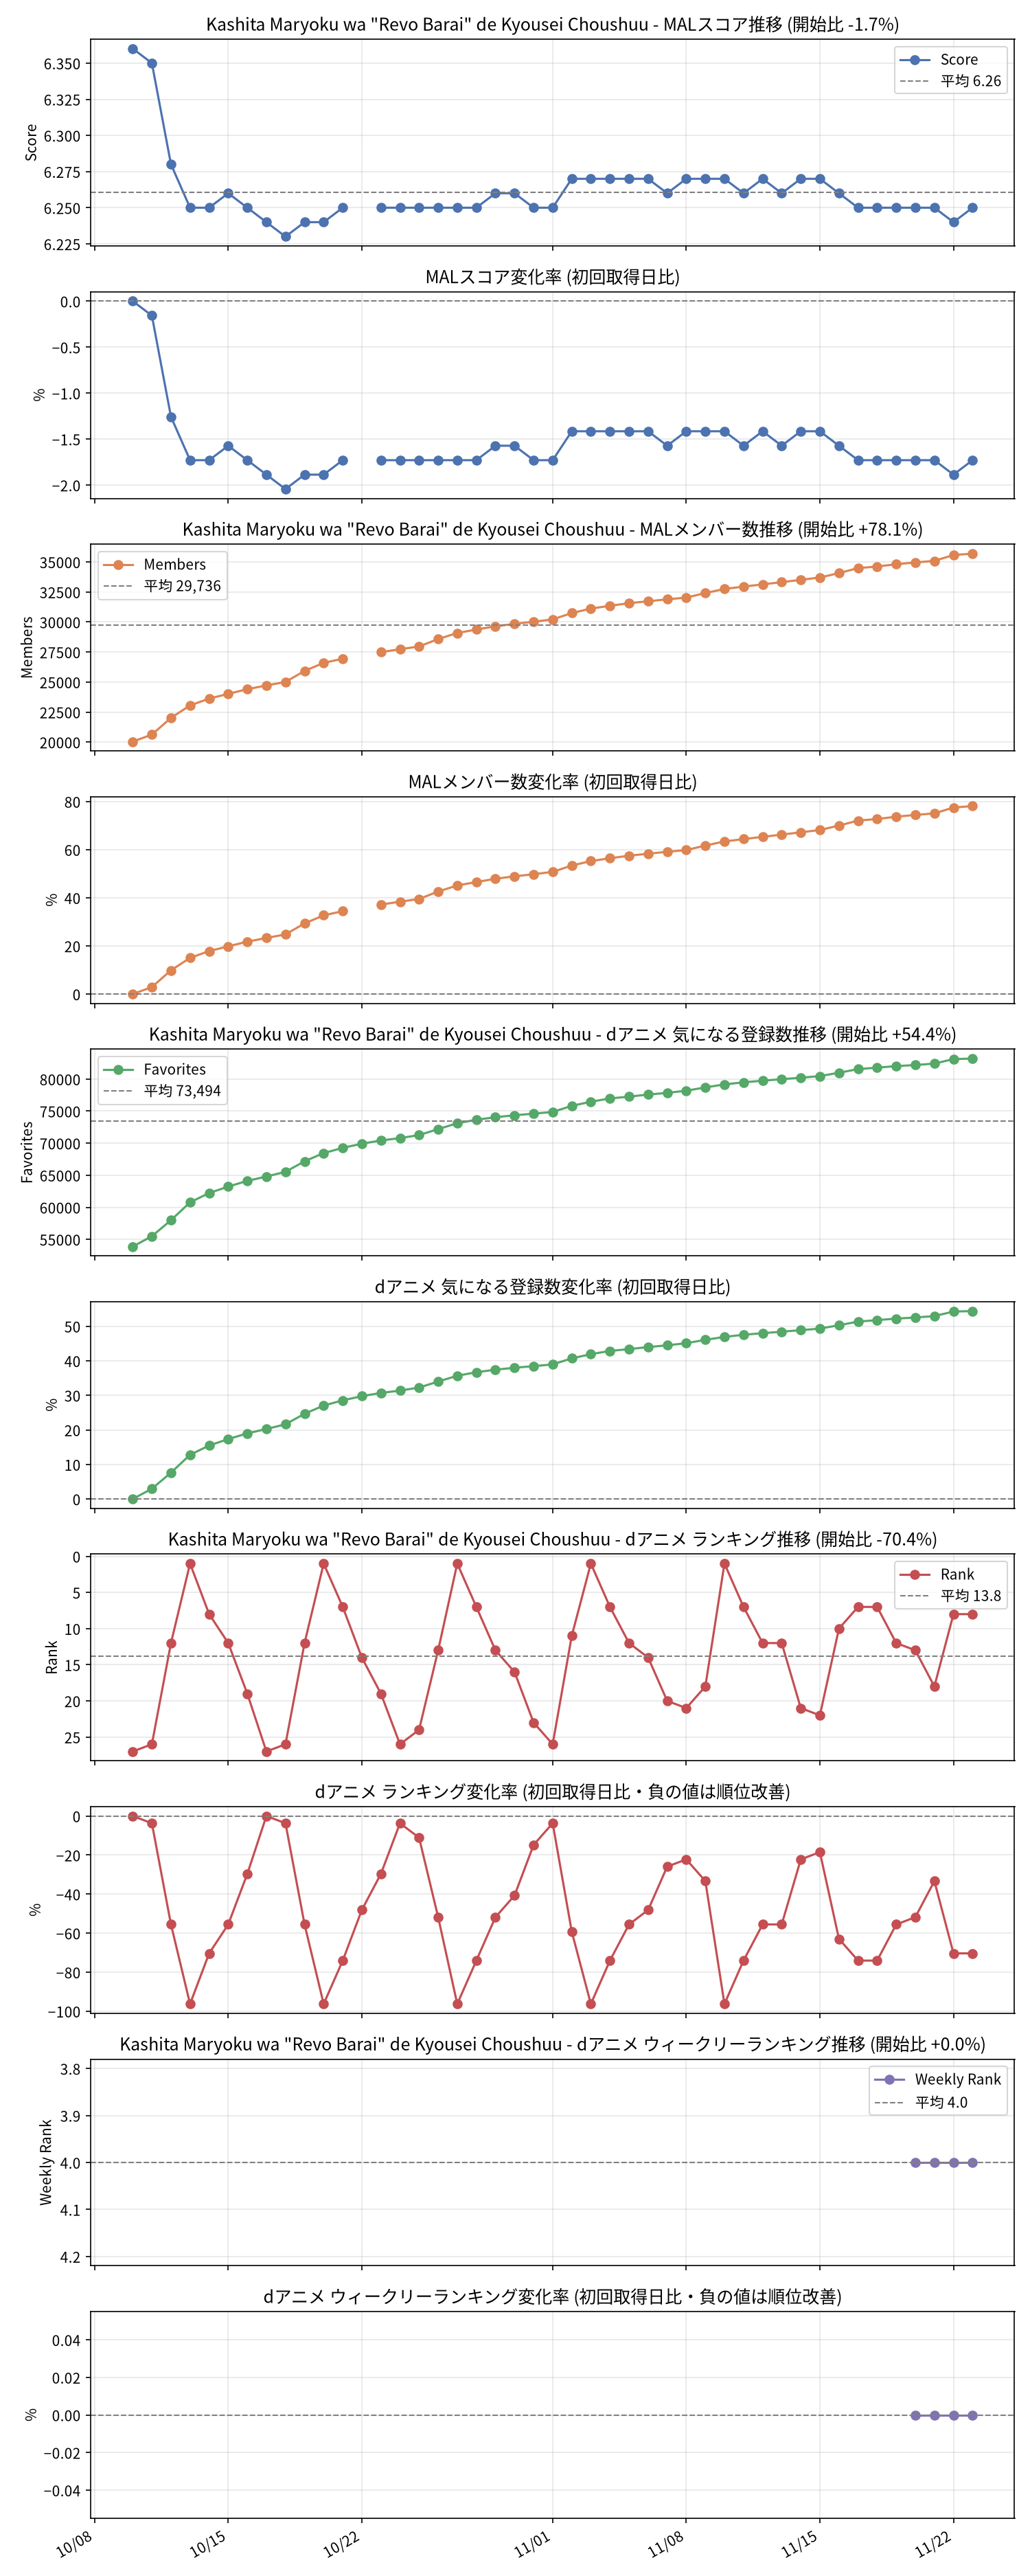 Kashita Maryoku wa "Revo Barai" de Kyousei Choushuu - MALスコア推移 (開始比 -1.7%)
Score
6.350
6.325
6.300
6.275
6.250
6.225
Score
平均 6.26
MALスコア変化率 (初回取得日比)
%
0.0
−0.5
−1.0
−1.5
−2.0
Kashita Maryoku wa "Revo Barai" de Kyousei Choushuu - MALメンバー数推移 (開始比 +78.1%)
Members
35000
32500
30000
27500
25000
22500
20000
Members
平均 29,736
MALメンバー数変化率 (初回取得日比)
%
80
60
40
20
0
Kashita Maryoku wa "Revo Barai" de Kyousei Choushuu - dアニメ 気になる登録数推移 (開始比 +54.4%)
Favorites
80000
75000
70000
65000
60000
55000
Favorites
平均 73,494
dアニメ 気になる登録数変化率 (初回取得日比)
%
50
40
30
20
10
0
Kashita Maryoku wa "Revo Barai" de Kyousei Choushuu - dアニメ ランキング推移 (開始比 -70.4%)
Rank
0
5
10
15
20
25
Rank
平均 13.8
dアニメ ランキング変化率 (初回取得日比・負の値は順位改善)
%
0
−20
−40
−60
−80
−100
Kashita Maryoku wa "Revo Barai" de Kyousei Choushuu - dアニメ ウィークリーランキング推移 (開始比 +0.0%)
Weekly Rank
3.8
3.9
4.0
4.1
4.2
Weekly Rank
平均 4.0
dアニメ ウィークリーランキング変化率 (初回取得日比・負の値は順位改善)
%
0.04
0.02
0.00
−0.02
−0.04
10/08
10/15
10/22
11/01
11/08
11/15
11/22